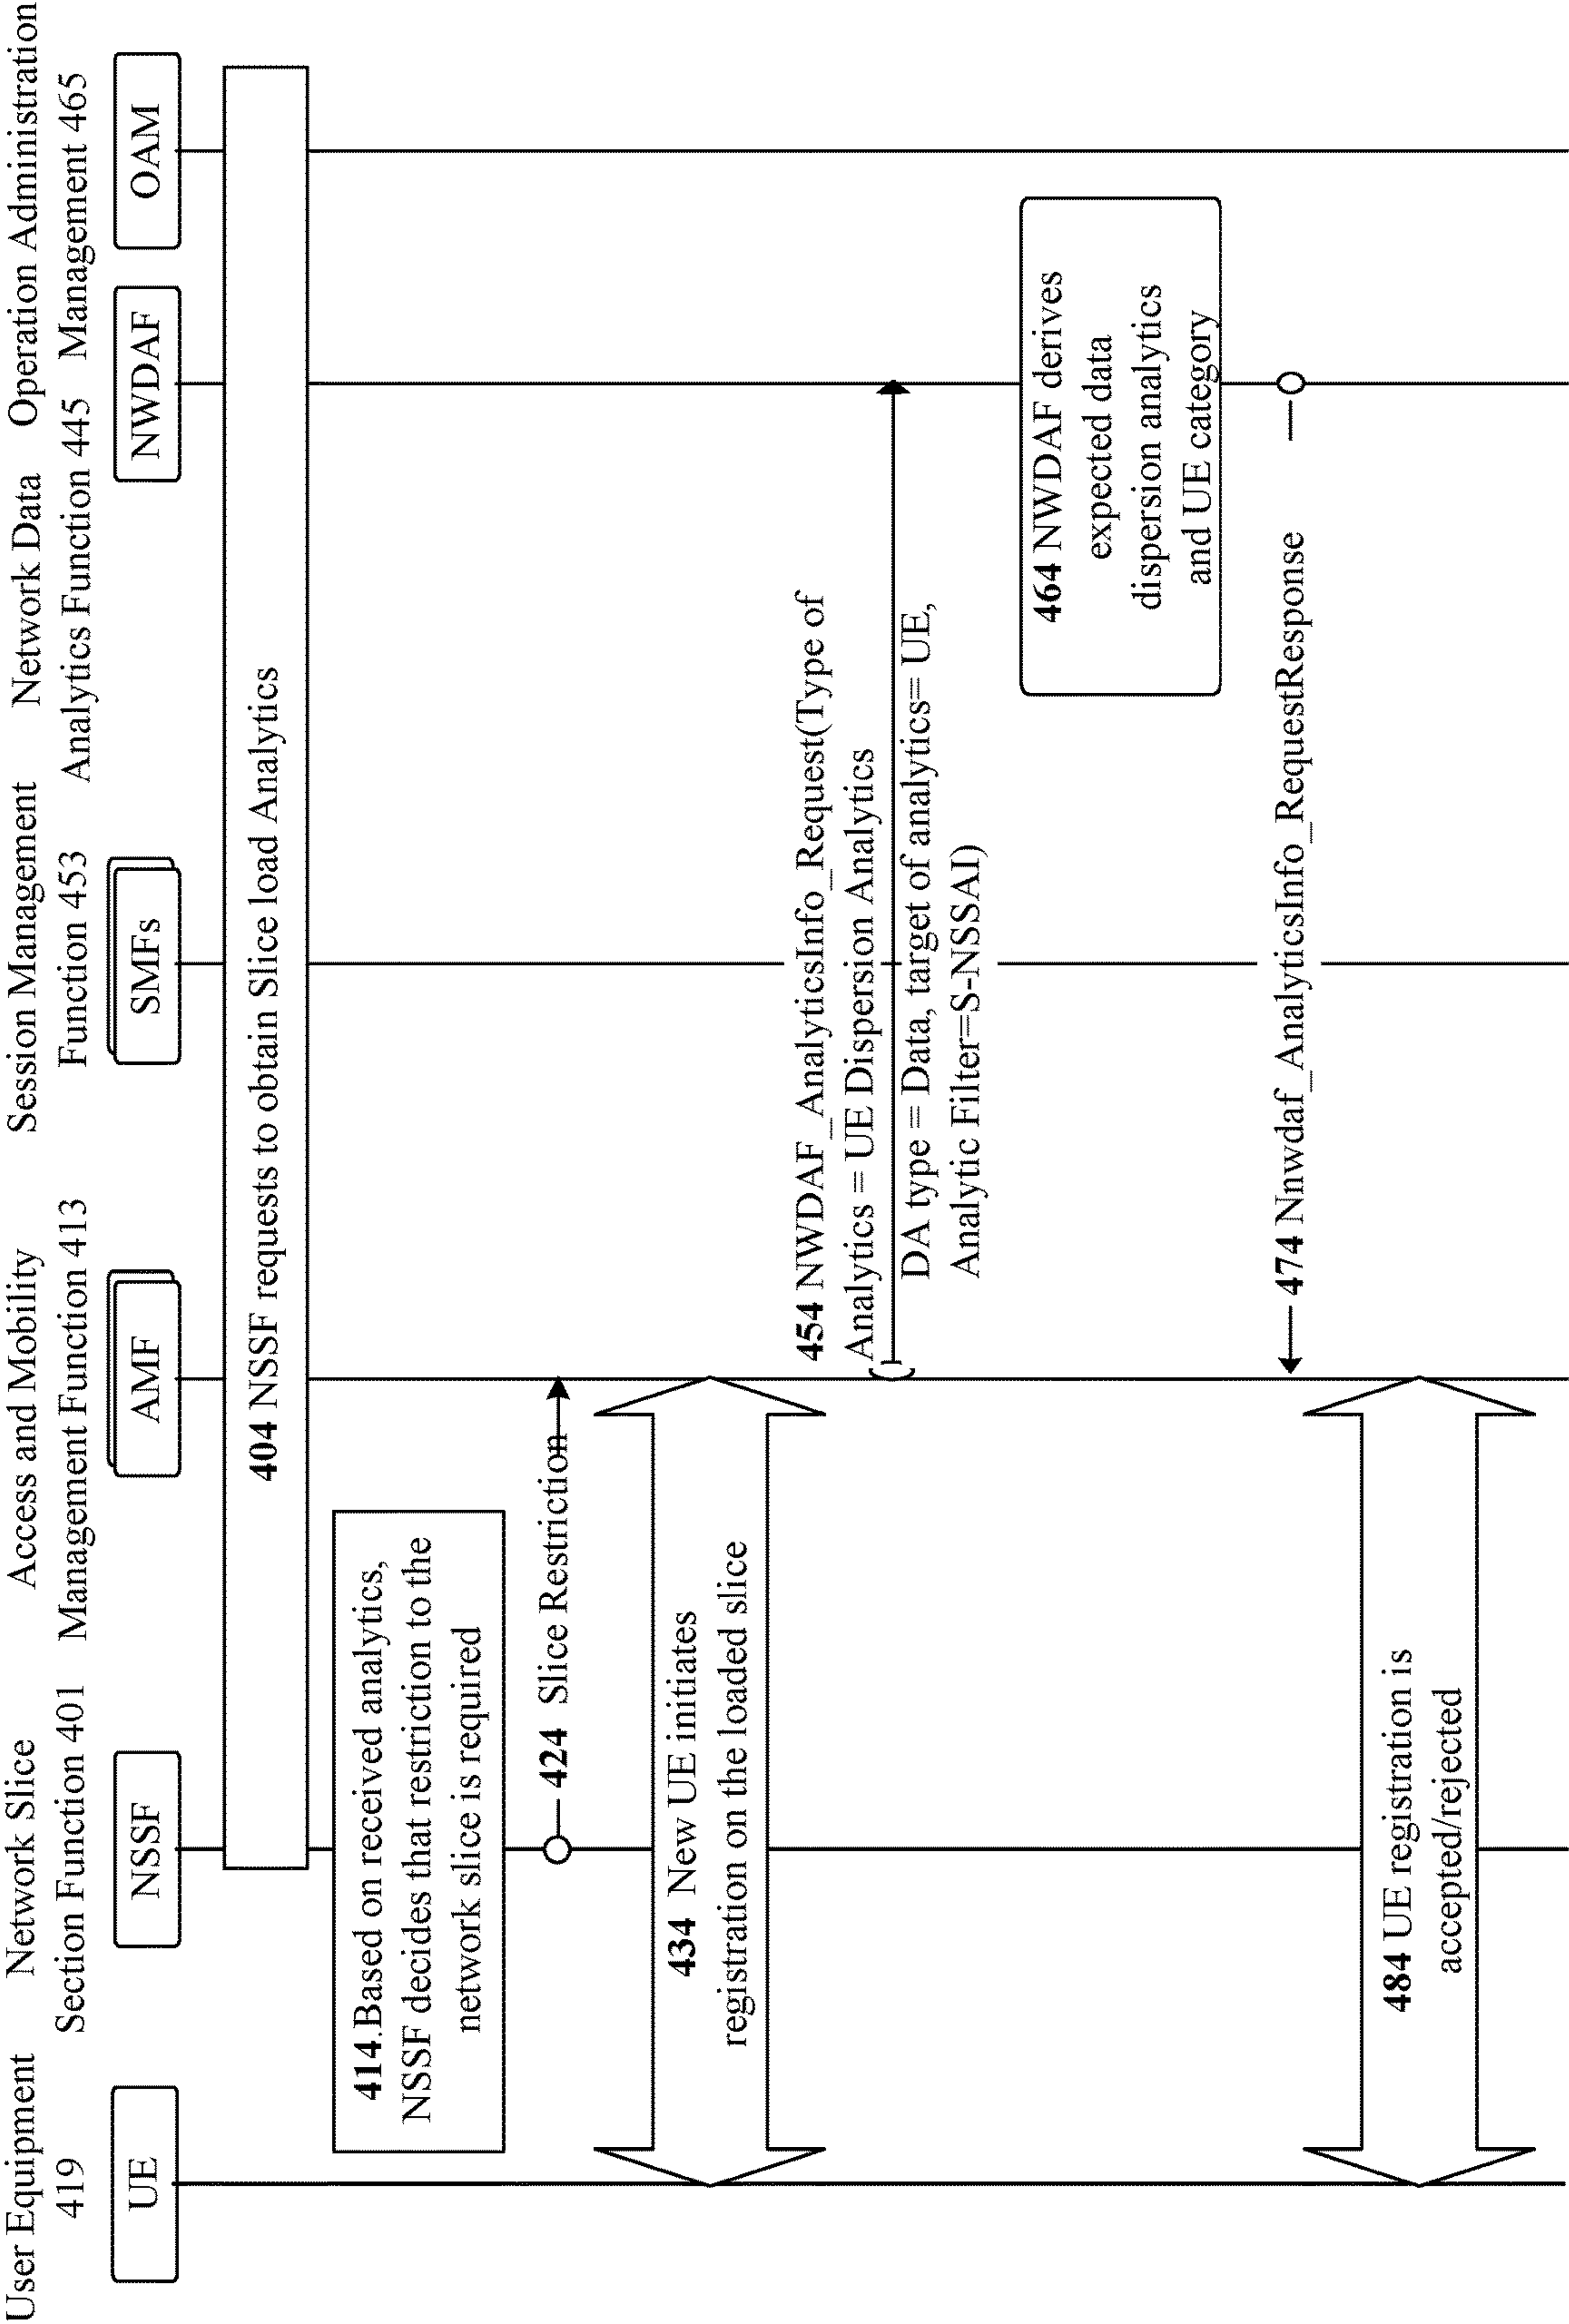 User Equipment
419
Network Slice
Section Function 401
Access and Mobility
Management Function 413
Session Management
Function 453
Network Data
Analytics Function 445
Operation Administration
Management 465
UE
NSSF
AMF
SMFs
NWDAF
OAM
404 NSSF requests to obtain Slice load Analytics
414.Based on received analytics,
NSSF decides that restriction to the
network slice is required
424 Slice Restriction
434 New UE initiates
registration on the loaded slice
454 NWDAF_AnalyticsInfo_Request(Type of
Analytics = UE Dispersion Analytics
DA type = Data, target of analytics= UE,
Analytic Filter=S-NSSAI)
464 NWDAF derives
expected data
dispersion analytics
and UE category
474 Nnwdaf_AnalyticsInfo_RequestResponse
484 UE registration is
accepted/rejected